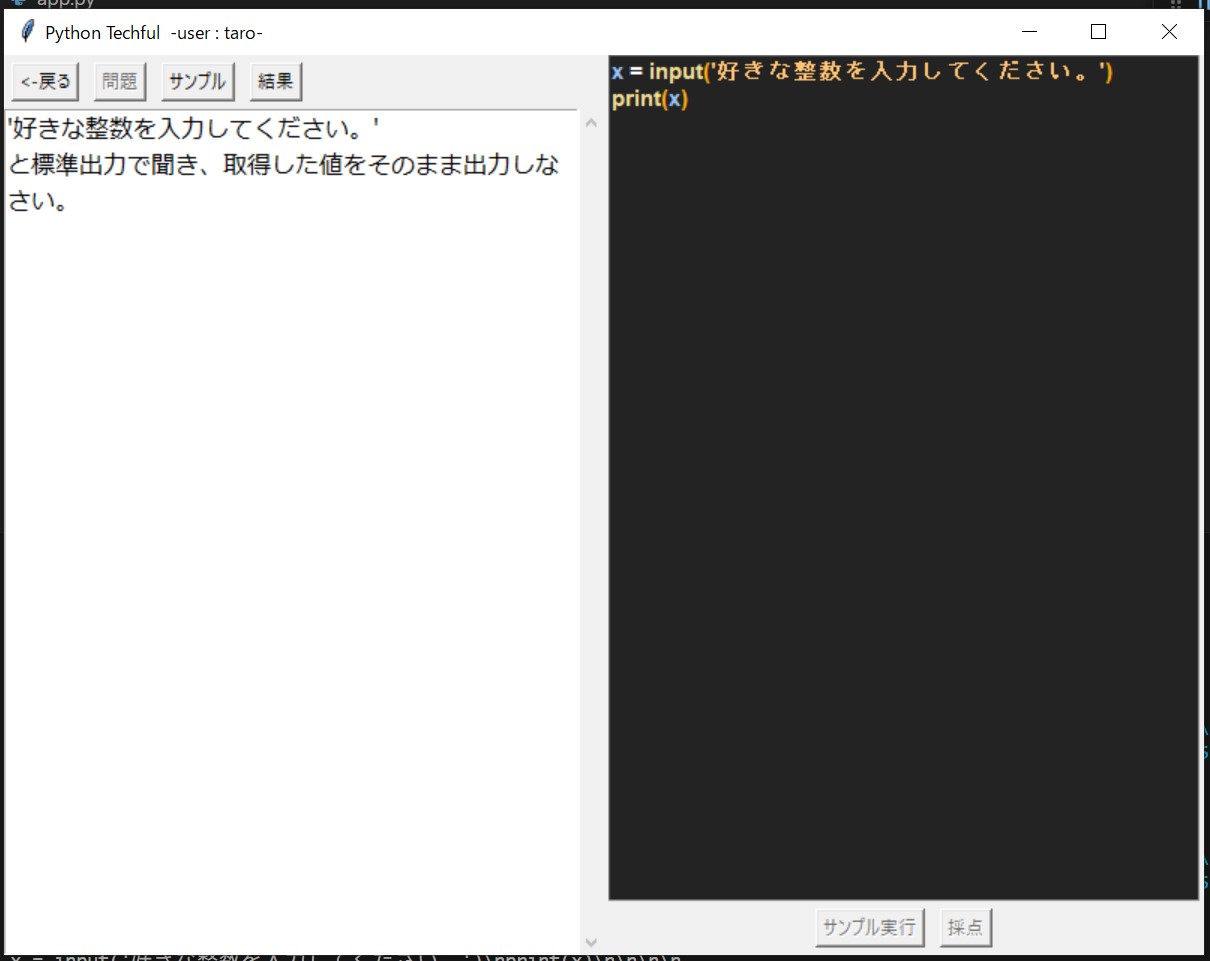 app.py
Python Techful -user : taro-
<-戻る 問題 サンプル 結果
'好きな整数を入力してください。'
と標準出力で聞き、取得した値をそのまま出力しな
さい。
x = input('好きな整数を入力してください。')
print(x)
サンプル実行 採点